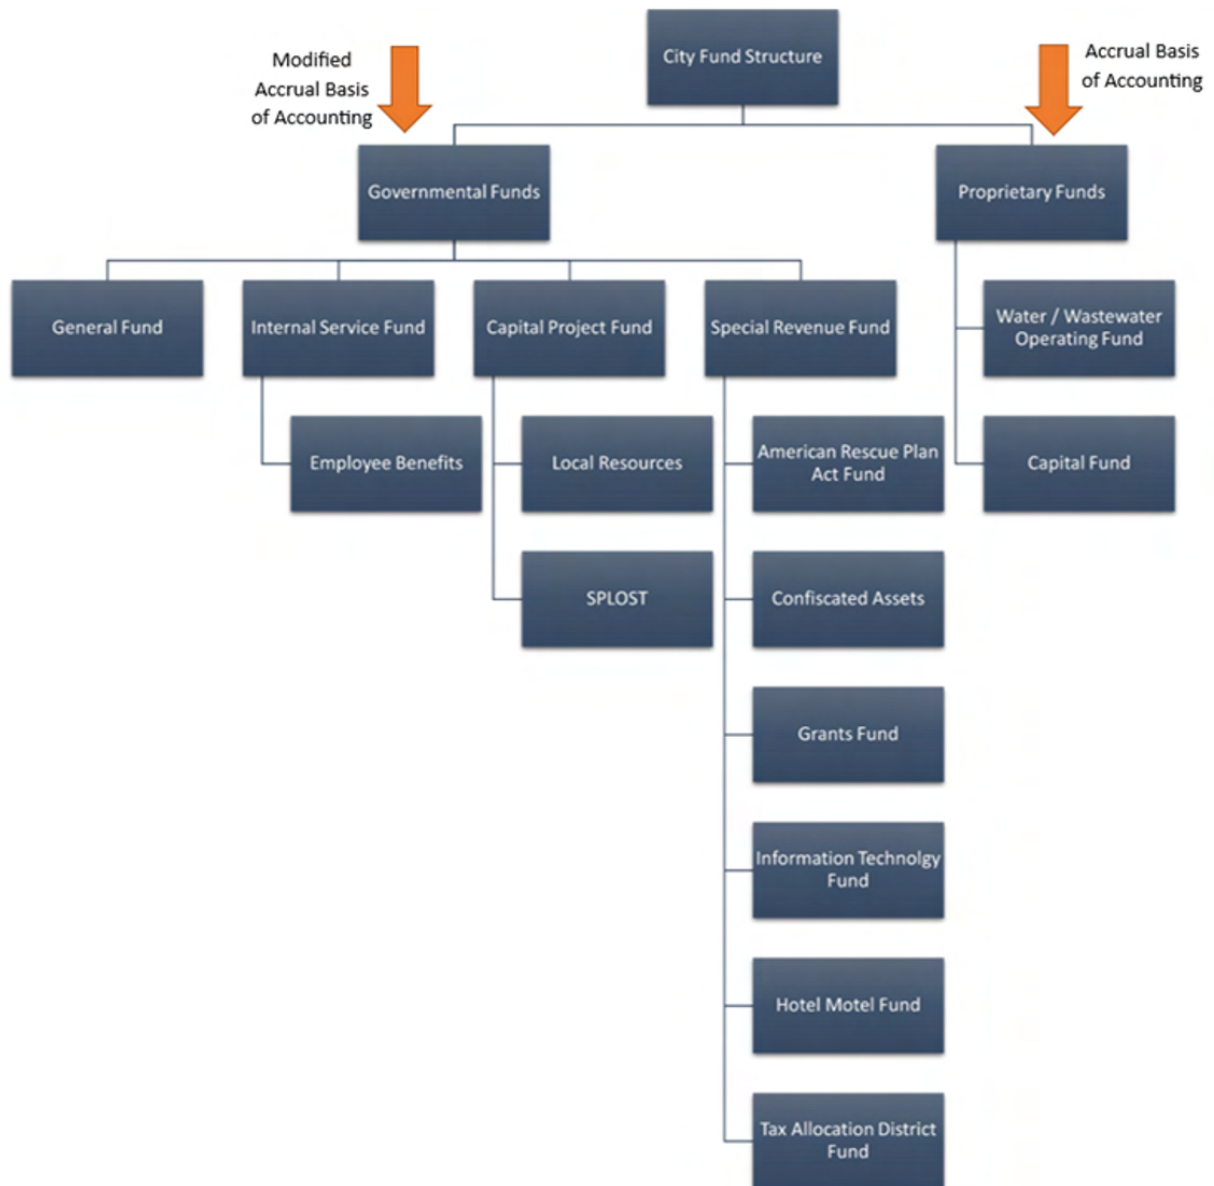 City Fund Structure
Modified
Accrual Basis
of Accounting
Accrual Basis
of Accounting
Governmental Funds
Proprietary Funds
General Fund
Internal Service Fund
Capital Project Fund
Special Revenue Fund
Water / Wastewater
Operating Fund
Employee Benefits
Local Resources
American Rescue Plan
Act Fund
Capital Fund
SPLOST
Confiscated Assets
Grants Fund
Information Technolgy
Fund
Hotel Motel Fund
Tax Allocation District
Fund